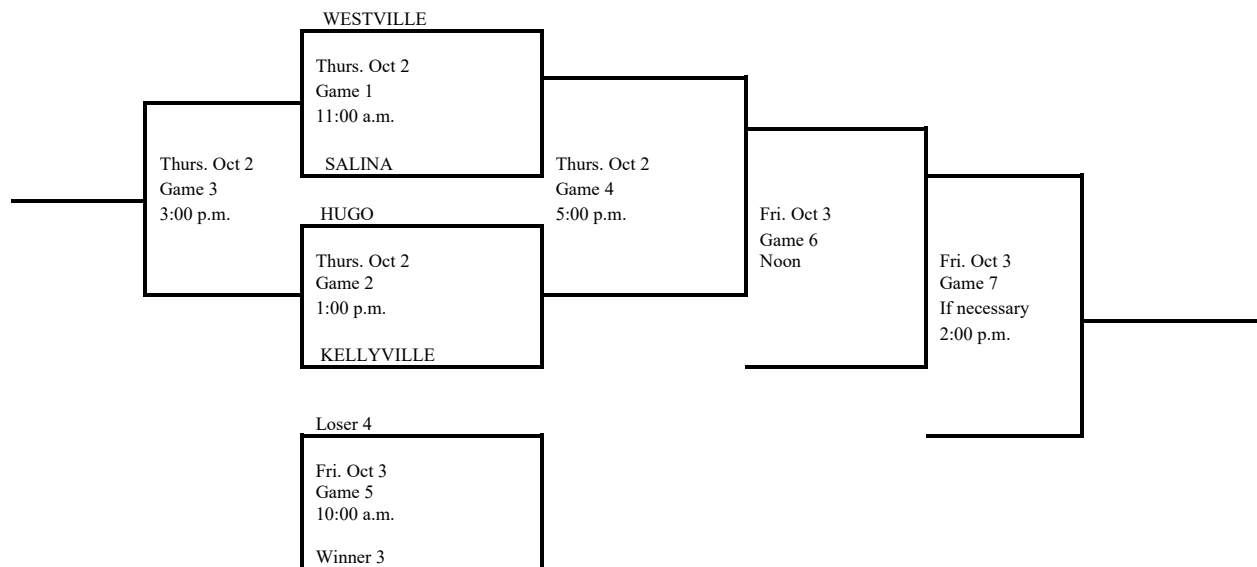 WESTVILLE
Thurs. Oct 2
Game 1
11:00 a.m.
SALINA
Thurs. Oct 2
Game 3
3:00 p.m.
HUGO
Thurs. Oct 2
Game 2
1:00 p.m.
KELLYVILLE
Thurs. Oct 2
Game 4
5:00 p.m.
Fri. Oct 3
Game 6
Noon
Fri. Oct 3
Game 7
If necessary
2:00 p.m.
Loser 4
Fri. Oct 3
Game 5
10:00 a.m.
Winner 3